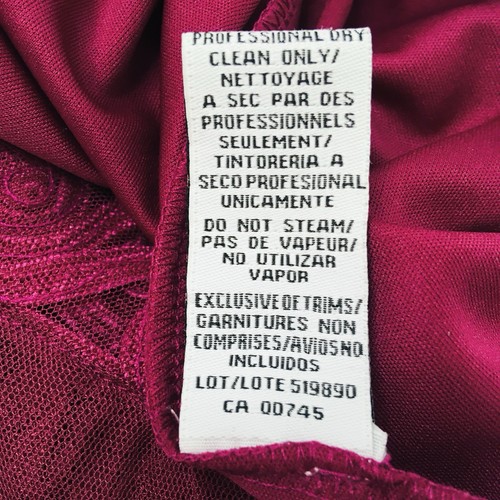 PROFESSIONAL DRY
CLEAN ONLY/
NETTOYAGE
A SEC PAR DES
PROFESSIONNELS
SEULEMENT/
TINTORERIA A
SECO PROFESIONAL
UNICAMENTE
DO NOT STEAM/
PAS DE VAPEUR/
NO UTILIZAR
VAPOR
EXCLUSIVE OF TRIMS/
GARNITURES NON
COMPRISES/AVIOS NO
INCLUIDOS
LOT/LOTE 519890
CA 00745